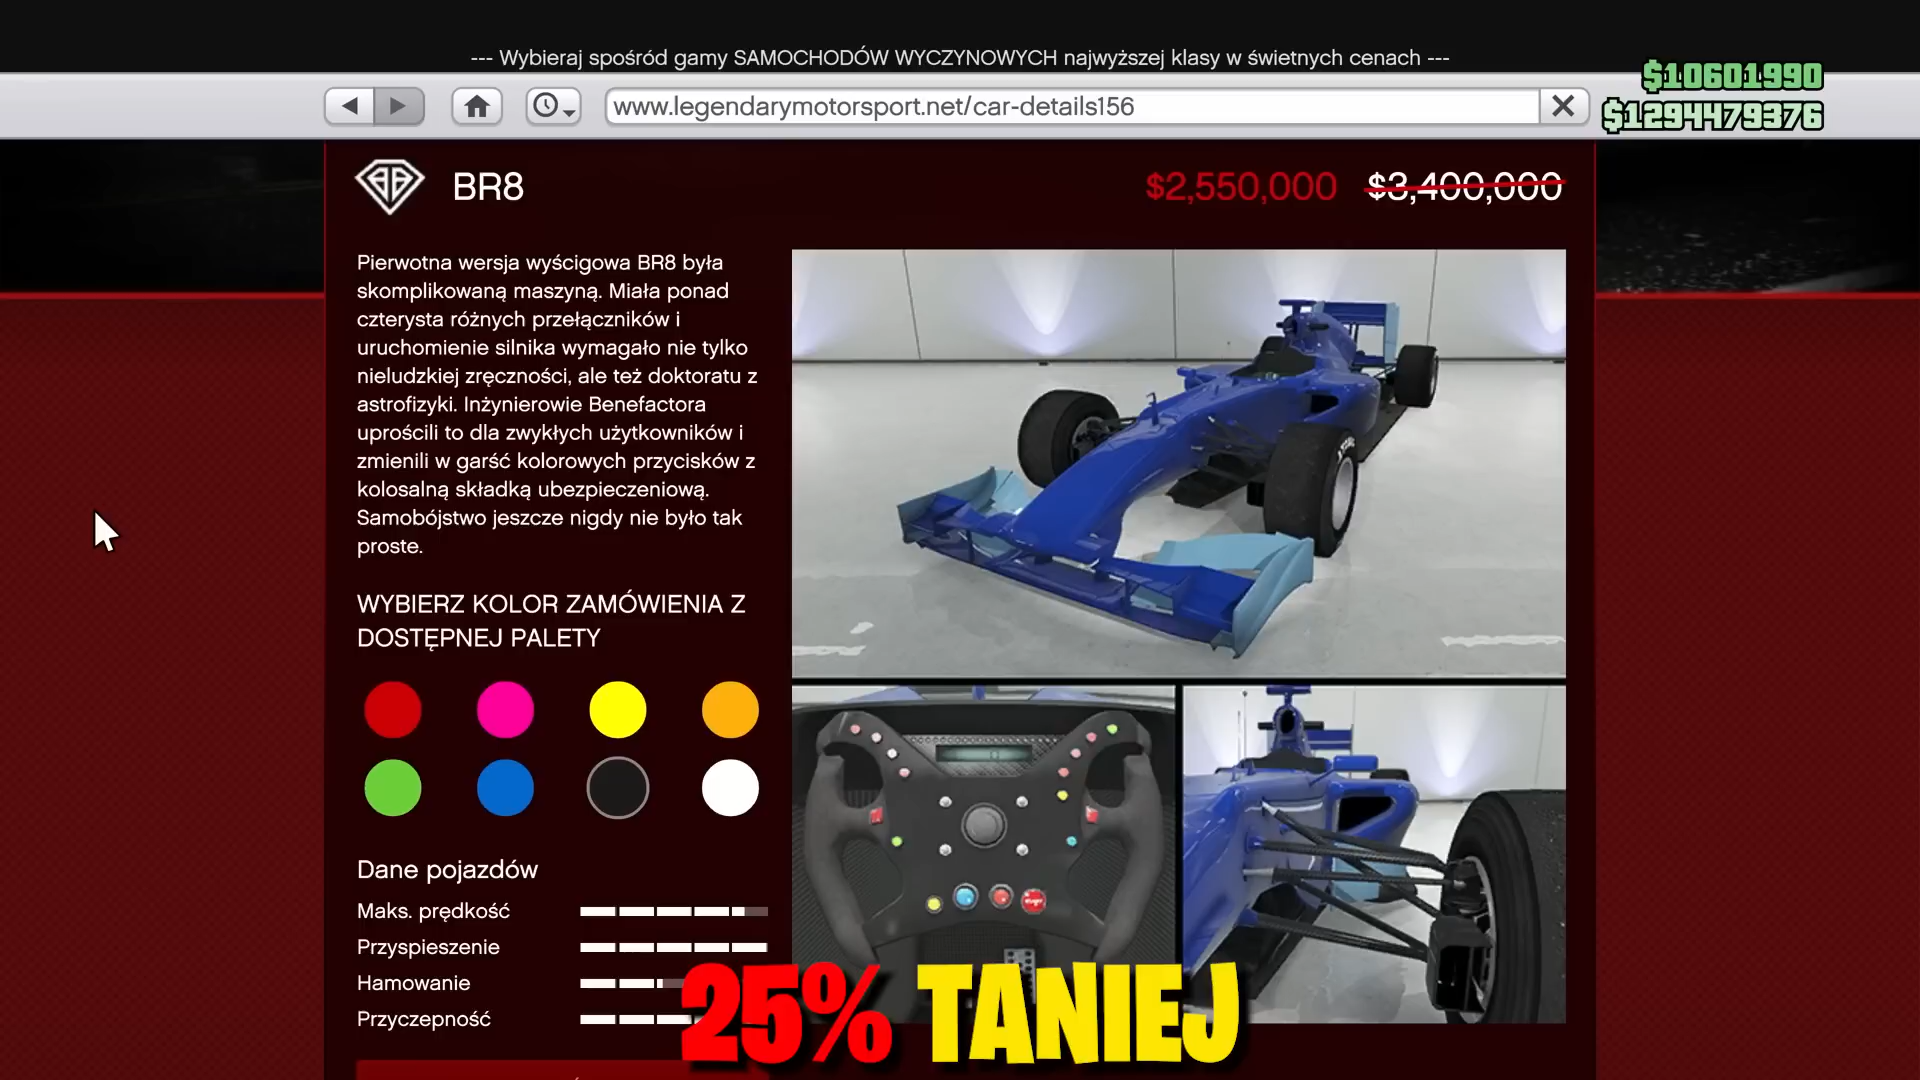 --- Wybieraj spośród gamy SAMOCHODÓW WYCZYNOWYCH najwyższej klasy w świetnych cenach ---
$10601990
www.legendarymotorsport.net/car-details156
$1294479376
BR8
$2,550,000 $3,400,000
Pierwotna wersja wyścigowa BR8 była
skomplikowaną maszyną. Miała ponad
czterysta różnych przełączników i
uruchomienie silnika wymagało nie tylko
nieludzkiej zręczności, ale też doktoratu z
astrofizyki. Inżynierowie Benefactora
uprościli to dla zwykłych użytkowników i
zmienili w garść kolorowych przycisków z
kolosalną składką ubezpieczeniową.
Samobójstwo jeszcze nigdy nie było tak
proste.
WYBIERZ KOLOR ZAMÓWIENIA Z
DOSTĘPNEJ PALETY
Dane pojazdów
Maks. prędkość
Przyspieszenie
Hamowanie
Przyczepność
25% TANIEJ